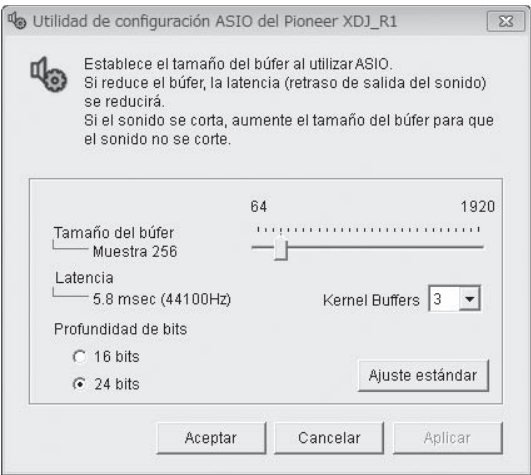 Utilidad de configuración ASIO del Pioneer XDJ_R1
Establece el tamaño del búfer al utilizar ASIO.
Si reduce el búfer, la latencia (retraso de salida del sonido)
se reducirá.
Si el sonido se corta, aumente el tamaño del búfer para que
el sonido no se corte.
64 1920
Tamaño del búfer
Muestra 256
Latencia
5.8 msec (44100Hz)
Kernel Buffers 3
Profundidad de bits
16 bits
24 bits
Ajuste estándar
Aceptar Cancelar Aplicar